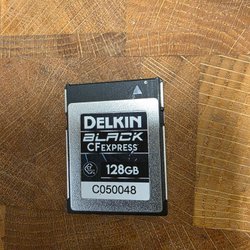 DELKIN
BLACK
CFEXPRESS
128GB
C050048